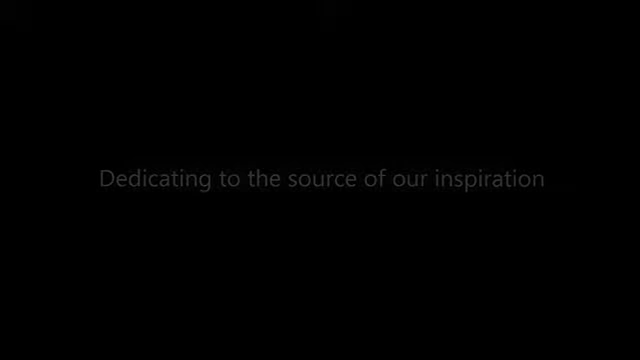 Dedicating to the source of our inspiration